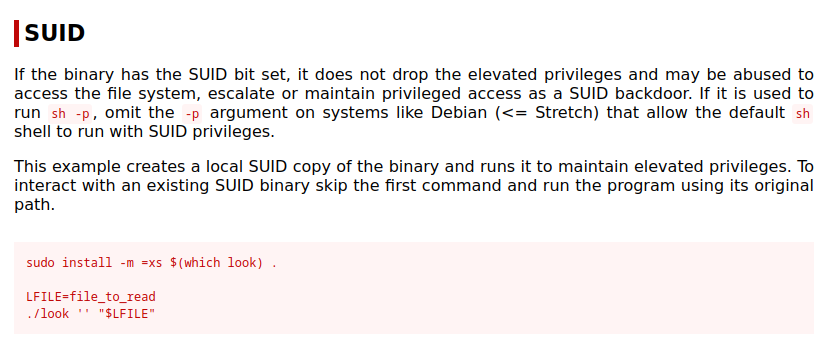 SUID
If the binary has the SUID bit set, it does not drop the elevated privileges and may be abused to
access the file system, escalate or maintain privileged access as a SUID backdoor. If it is used to
run sh -p, omit the -p argument on systems like Debian (<= Stretch) that allow the default sh
shell to run with SUID privileges.
This example creates a local SUID copy of the binary and runs it to maintain elevated privileges. To
interact with an existing SUID binary skip the first command and run the program using its original
path.
sudo install -m =xs $(which look) .
LFILE=file_to_read
./look '' "$LFILE"